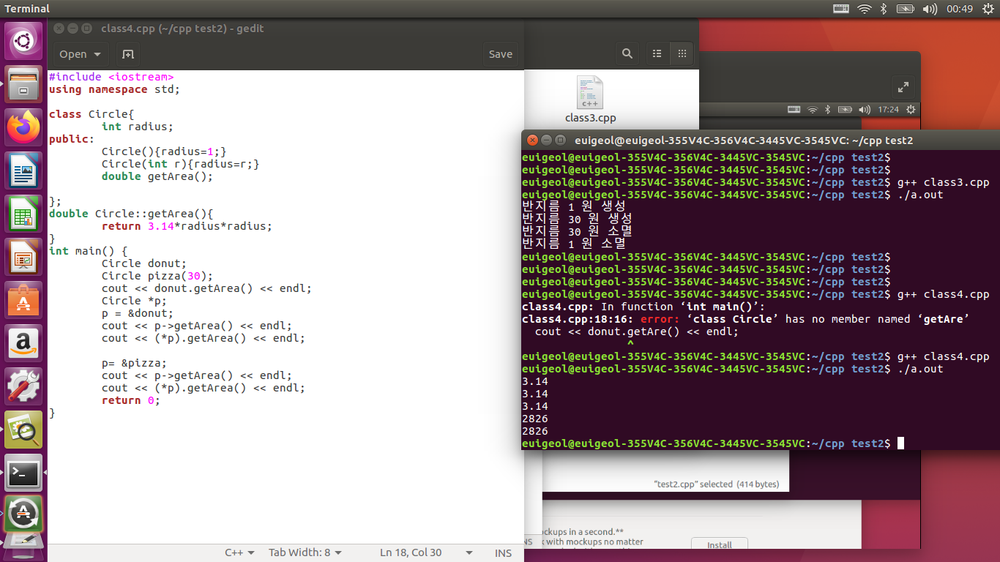 Terminal
00:49
class4.cpp (~/cpp test2) - gedit
Open
Save
#include <iostream>
using namespace std;
class Circle{
int radius;
public:
Circle(){radius=1;}
Circle(int r){radius=r;}
double getArea();
};
double Circle::getArea(){
return 3.14*radius*radius;
}
int main() {
Circle donut;
Circle pizza(30);
cout << donut.getArea() << endl;
Circle *p;
p = &donut;
cout << p->getArea() << endl;
cout << (*p).getArea() << endl;
p= &pizza;
cout << p->getArea() << endl;
cout << (*p).getArea() << endl;
return 0;
}
C++
Tab Width: 8
Ln 18, Col 30
INS
c++
class3.cpp
17:24
euigeol@euigeol-355V4C-356V4C-3445VC-3545VC: ~/cpp test2
euigeol@euigeol-355V4C-356V4C-3445VC-3545VC:~/cpp test2$
euigeol@euigeol-355V4C-356V4C-3445VC-3545VC:~/cpp test2$
euigeol@euigeol-355V4C-356V4C-3445VC-3545VC:~/cpp test2$ g++ class3.cpp
euigeol@euigeol-355V4C-356V4C-3445VC-3545VC:~/cpp test2$ ./a.out
반지름 1 원 생성
반지름 30 원 생성
반지름 30 원 소멸
반지름 1 원 소멸
euigeol@euigeol-355V4C-356V4C-3445VC-3545VC:~/cpp test2$
euigeol@euigeol-355V4C-356V4C-3445VC-3545VC:~/cpp test2$
euigeol@euigeol-355V4C-356V4C-3445VC-3545VC:~/cpp test2$
euigeol@euigeol-355V4C-356V4C-3445VC-3545VC:~/cpp test2$ g++ class4.cpp
class4.cpp: In function ‘int main()’:
class4.cpp:18:16: error: ‘class Circle’ has no member named ‘getAre’
cout << donut.getAre() << endl;
^
euigeol@euigeol-355V4C-356V4C-3445VC-3545VC:~/cpp test2$ g++ class4.cpp
euigeol@euigeol-355V4C-356V4C-3445VC-3545VC:~/cpp test2$ ./a.out
3.14
3.14
3.14
2826
2826
euigeol@euigeol-355V4C-356V4C-3445VC-3545VC:~/cpp test2$
“test2.cpp” selected (414 bytes)
ockups in a second.**
NS
with mockups no matter
Install